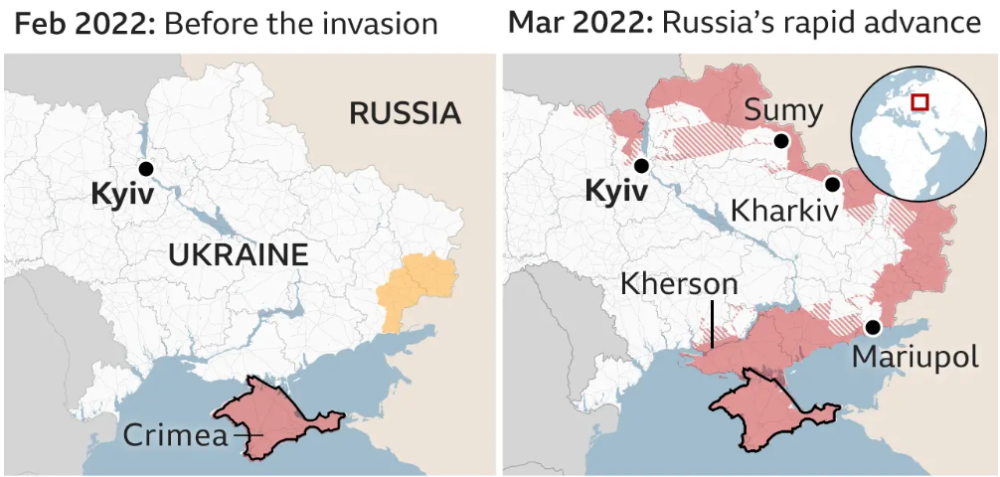 Feb 2022: Before the invasion
RUSSIA
Kyiv
UKRAINE
Crimea
Mar 2022: Russia's rapid advance
Sumy
Kyiv
Kharkiv
Kherson
Mariupol